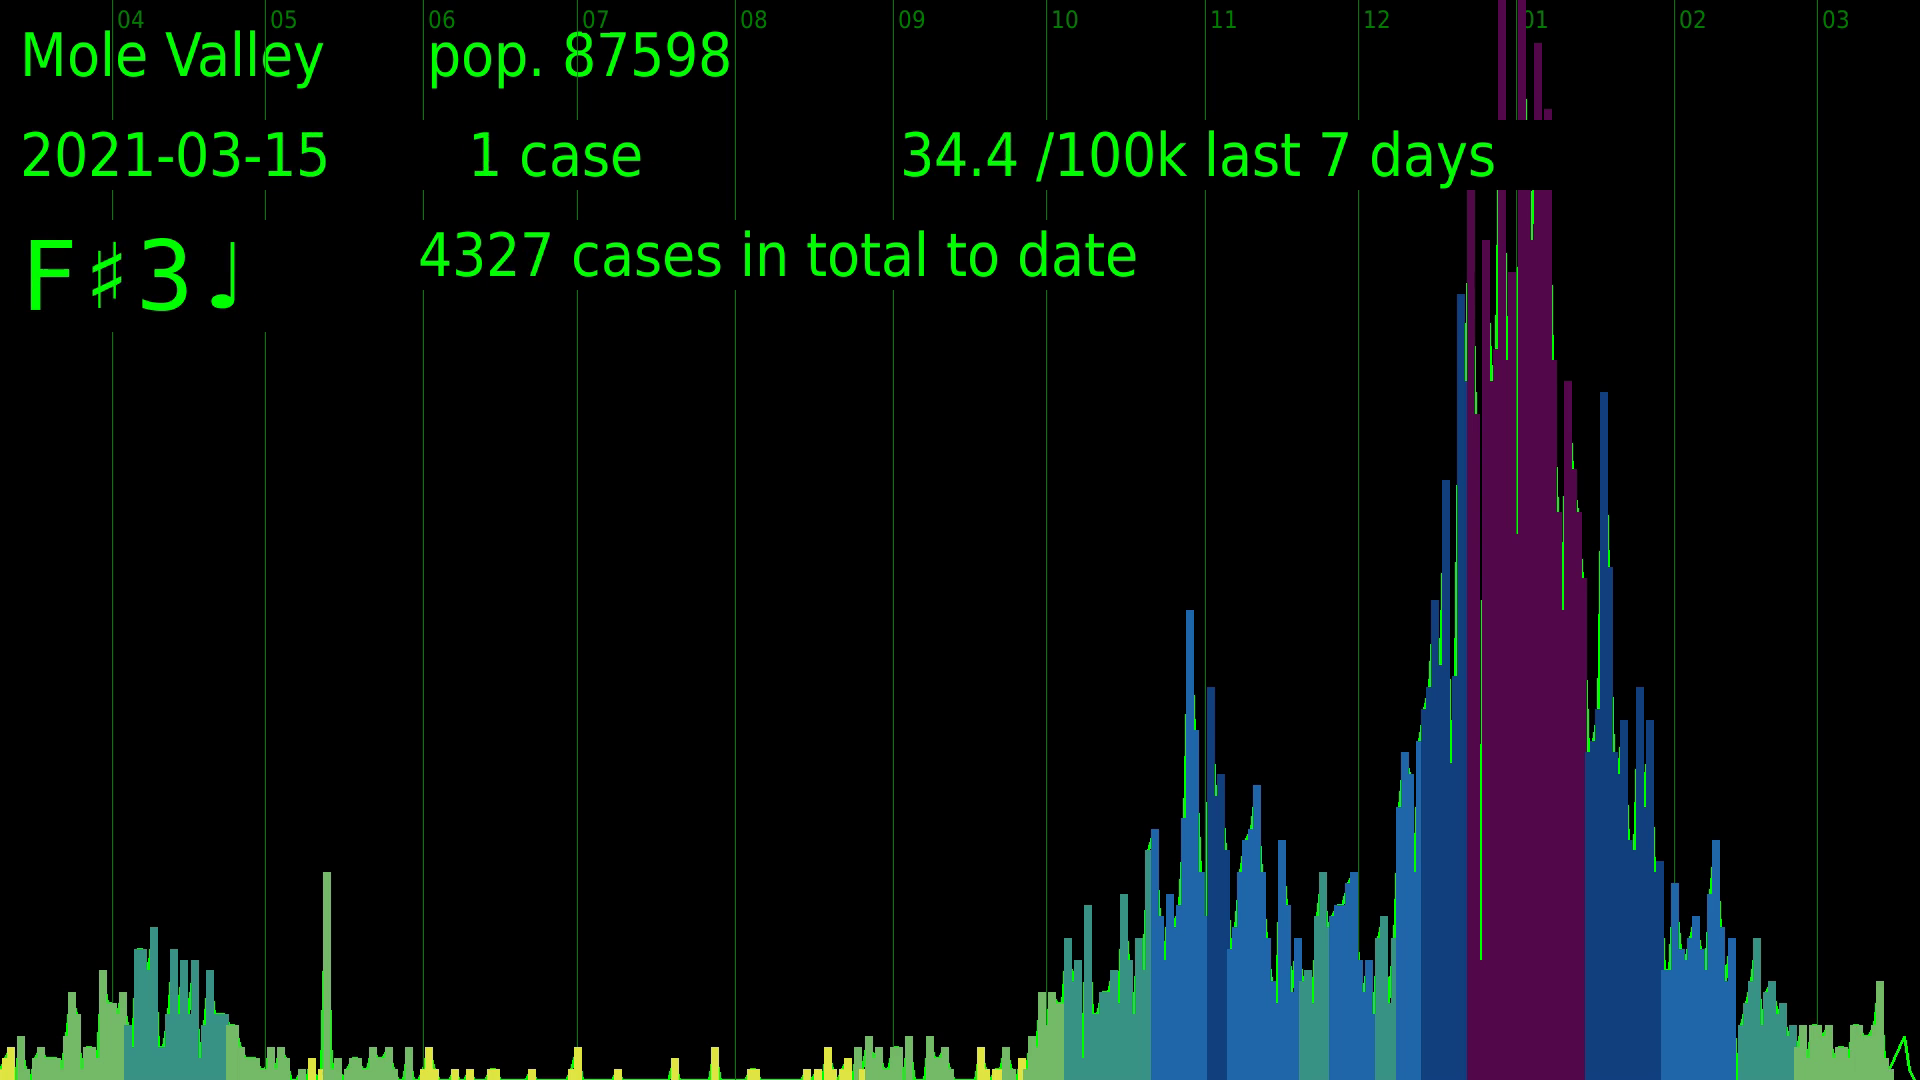 04 05 06 07 08 09 10 11 12 01 02 03
Mole Valley pop. 87598
2021-03-15 1 case 34.4 /100k last 7 days
F♯3♩ 4327 cases in total to date